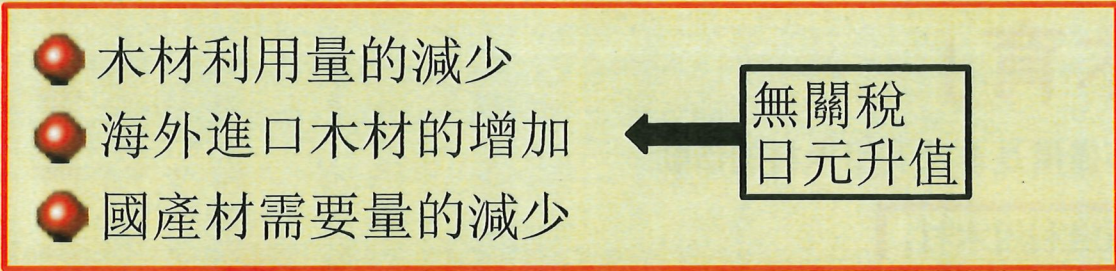 木材利用量的減少
海外進口木材的增加
無關稅
日元升值
國產材需要量的減少